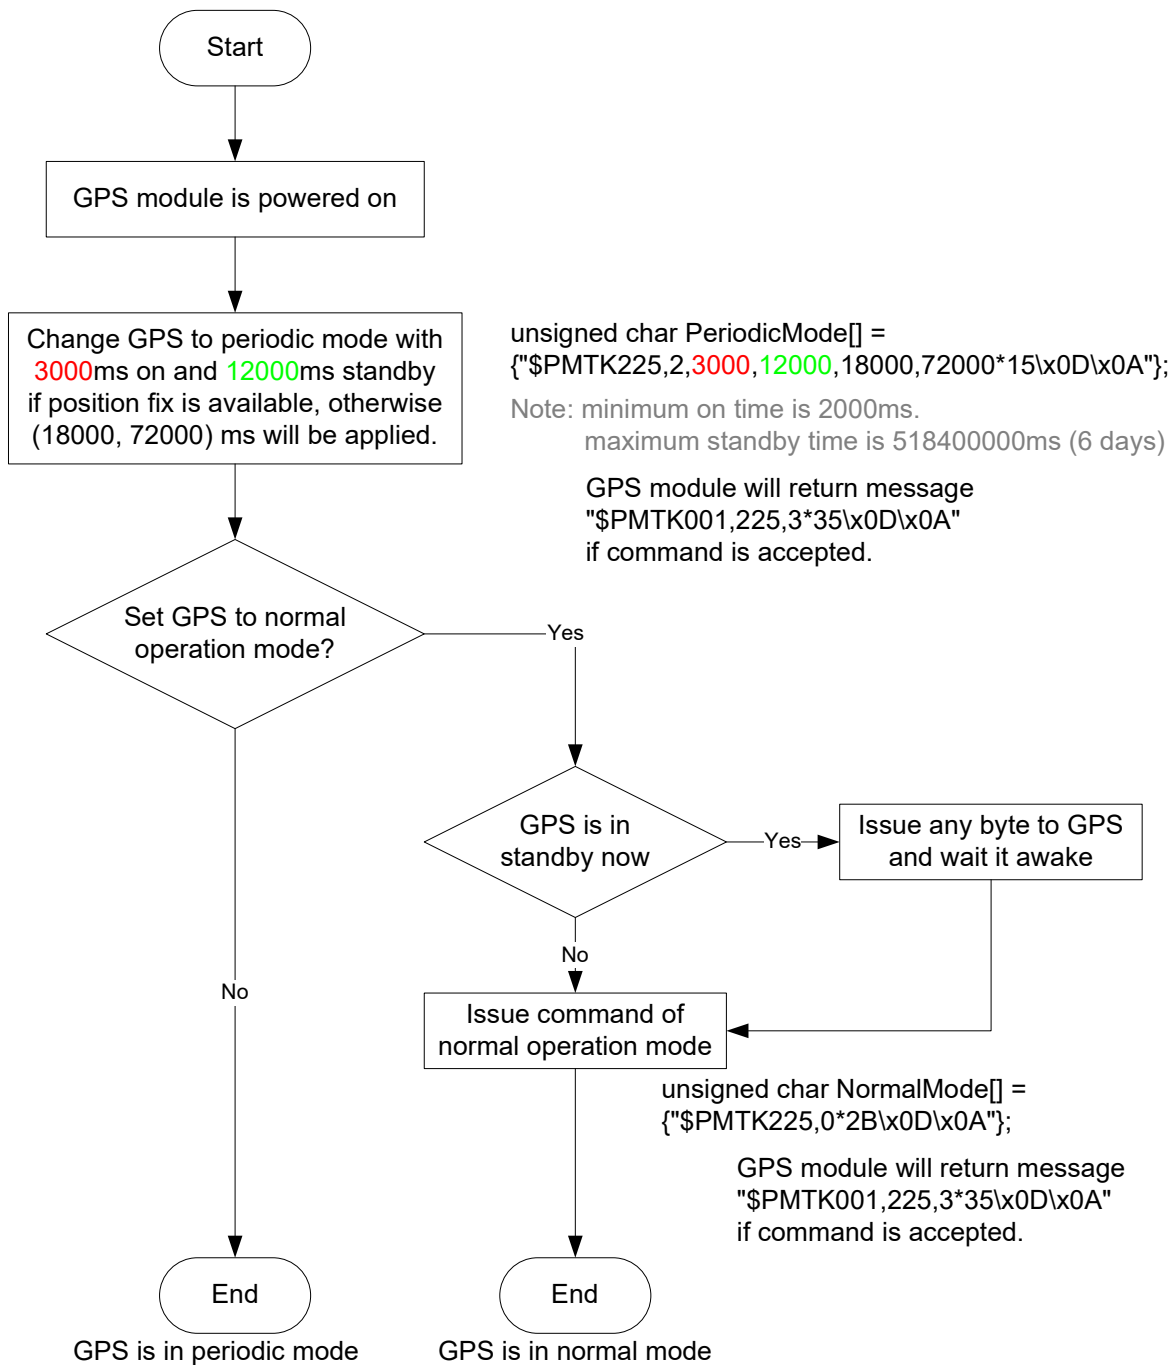 Start
GPS module is powered on
Change GPS to periodic mode with
3000ms on and 12000ms standby
if position fix is available, otherwise
(18000, 72000) ms will be applied.
unsigned char PeriodicMode[] =
{"$PMTK225,2,3000,12000,18000,72000*15\x0D\x0A"};
Note: minimum on time is 2000ms.
maximum standby time is 518400000ms (6 days)
GPS module will return message
"$PMTK001,225,3*35\x0D\x0A"
if command is accepted.
Set GPS to normal
operation mode?
Yes
GPS is in
standby now
Yes
Issue any byte to GPS
and wait it awake
No
No
Issue command of
normal operation mode
unsigned char NormalMode[] =
{"$PMTK225,0*2B\x0D\x0A"};
GPS module will return message
"$PMTK001,225,3*35\x0D\x0A"
if command is accepted.
End
GPS is in periodic mode
End
GPS is in normal mode